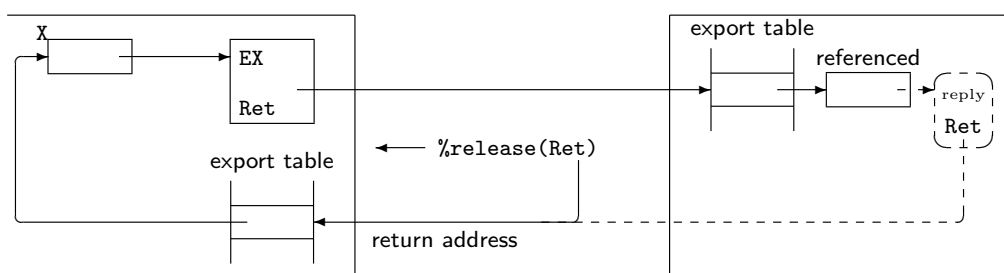 export table
X
EX
referenced
reply
Ret
Ret
%release(Ret)
export table
return address